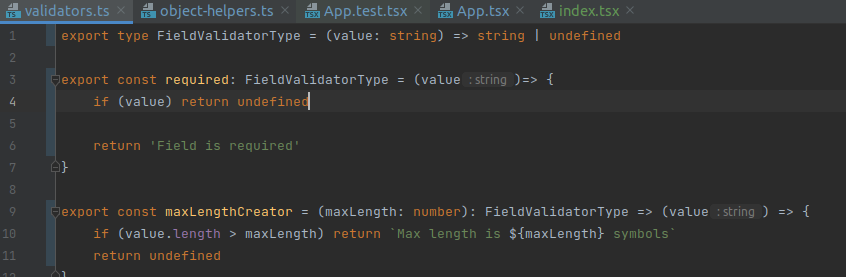 validators.ts object-helpers.ts App.test.tsx App.tsx index.tsx
1 export type FieldValidatorType = (value: string) => string | undefined
2
3 export const required: FieldValidatorType = (value :string )=> {
4 if (value) return undefined
5
6 return 'Field is required'
7 }
8
9 export const maxLengthCreator = (maxLength: number): FieldValidatorType => (value :string ) => {
10 if (value.length > maxLength) return `Max length is ${maxLength} symbols`
11 return undefined
12 }